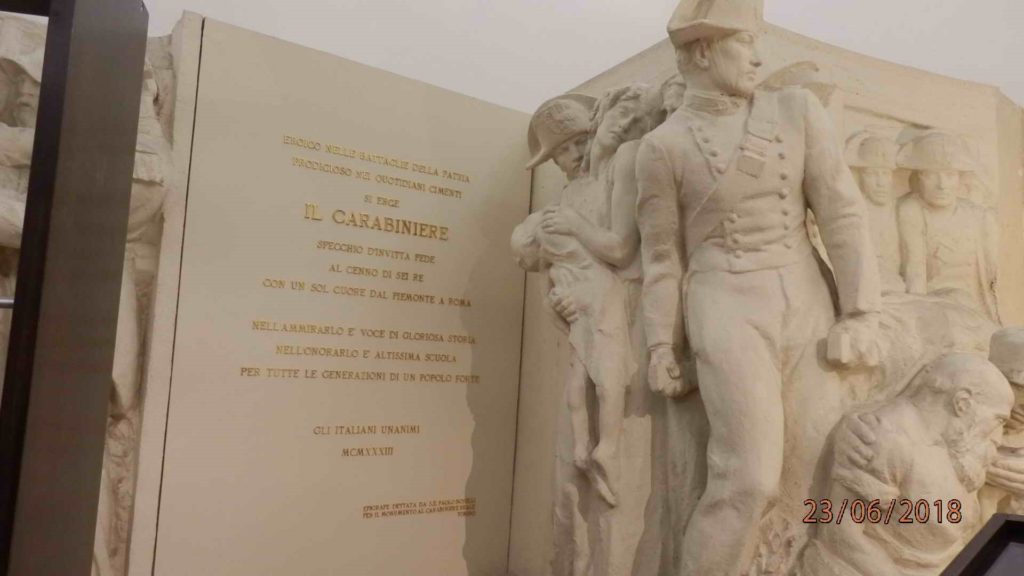 EROICO NELLE BATTAGLIE DELLA PATRIA
PRODIGIOSO NEI QUOTIDIANI CIMENTI
SI ERGE
IL CARABINIERE
SPECCHIO D'INVITTA FEDE
AL CENNO DI SEI RE
CON UN SOL CUORE DAL PIEMONTE A ROMA
NELL'AMMIRARLO E' VOCE DI GLORIOSA STORIA
NELL'ONORARLO E' ALTISSIMA SCUOLA
PER TUTTE LE GENERAZIONI DI UN POPOLO FORTE
GLI ITALIANI UNANIMI
MCMXXXIII
EPIGRAFE DETTATA DA PAOLO
PER IL MONUMENTO AL CARABINIERE REALE
TORINO
23/06/2018